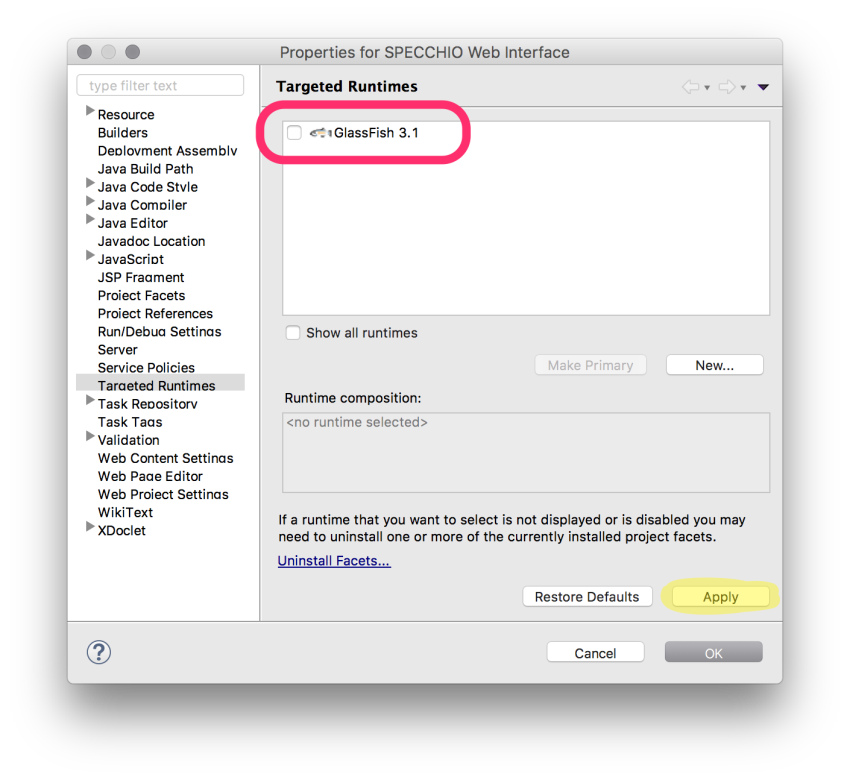 Properties for SPECCHIO Web Interface
type filter text
Resource
Builders
Deployment Assembly
Java Build Path
Java Code Style
Java Compiler
Java Editor
Javadoc Location
JavaScript
JSP Fragment
Project Facets
Project References
Run/Debug Settings
Server
Service Policies
Targeted Runtimes
Task Repository
Task Tags
Validation
Web Content Settings
Web Page Editor
Web Project Settings
WikiText
XDoclet
Targeted Runtimes
GlassFish 3.1
Show all runtimes
Make Primary
New...
Runtime composition:
<no runtime selected>
If a runtime that you want to select is not displayed or is disabled you may
need to uninstall one or more of the currently installed project facets.
Uninstall Facets...
Restore Defaults
Apply
?
Cancel
OK